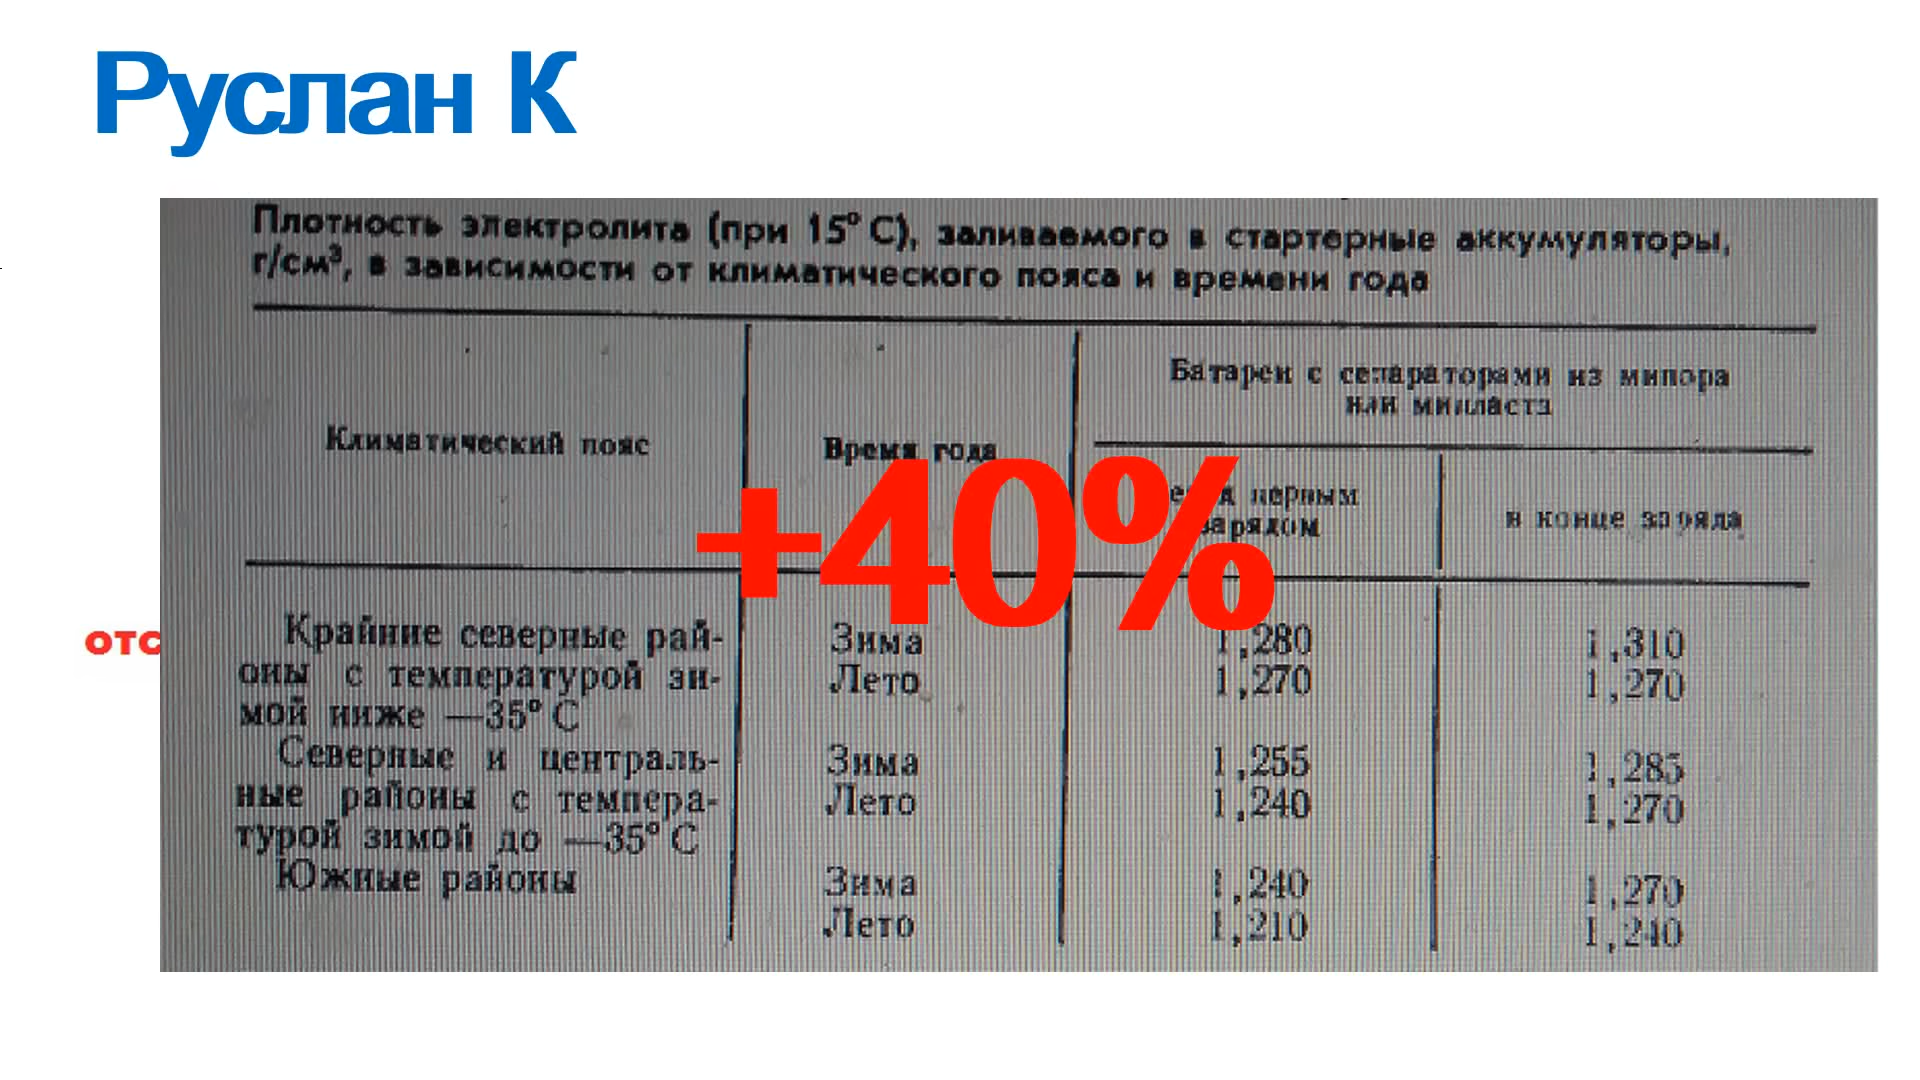 Руслан К
Плотность электролита (при 15° С), заливаемого в стартерные аккумуляторы,
г/см³, в зависимости от климатического пояса и времени года
Климатический пояс
Время года
Батареи с сепараторами из мипора
или мипласта
первым
зарядом
в конце заряда
+40%
отс
Крайние северные рай-
оны с температурой зи-
мой ниже —35° С
Зима 1,280 1,310
Лето 1,270 1,270
Северные и централь-
ные районы с темпера-
турой зимой до —35° С
Зима 1,255 1,285
Лето 1,240 1,270
Южные районы
Зима 1,240 1,270
Лето 1,210 1,240